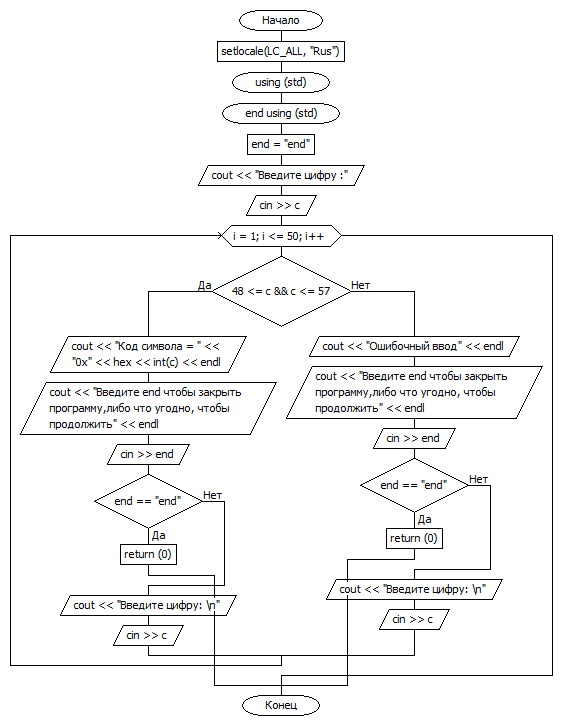 Начало
setlocale(LC_ALL, "Rus")
using (std)
end using (std)
end = "end"
cout << "Введите цифру :"
cin >> c
i = 1; i <= 50; i++
48 <= c && c <= 57
Да
Нет
cout << "Код символа = " <<
"0x" << hex << int(c) << endl
cout << "Введите end чтобы закрыть
программу,либо что угодно, чтобы
продолжить" << endl
cin >> end
end == "end"
Нет
Да
return (0)
cout << "Введите цифру: \n"
cin >> c
cout << "Ошибочный ввод" << endl
cout << "Введите end чтобы закрыть
программу,либо что угодно, чтобы
продолжить" << endl
cin >> end
end == "end"
Нет
Да
return (0)
cout << "Введите цифру: \n"
cin >> c
Конец